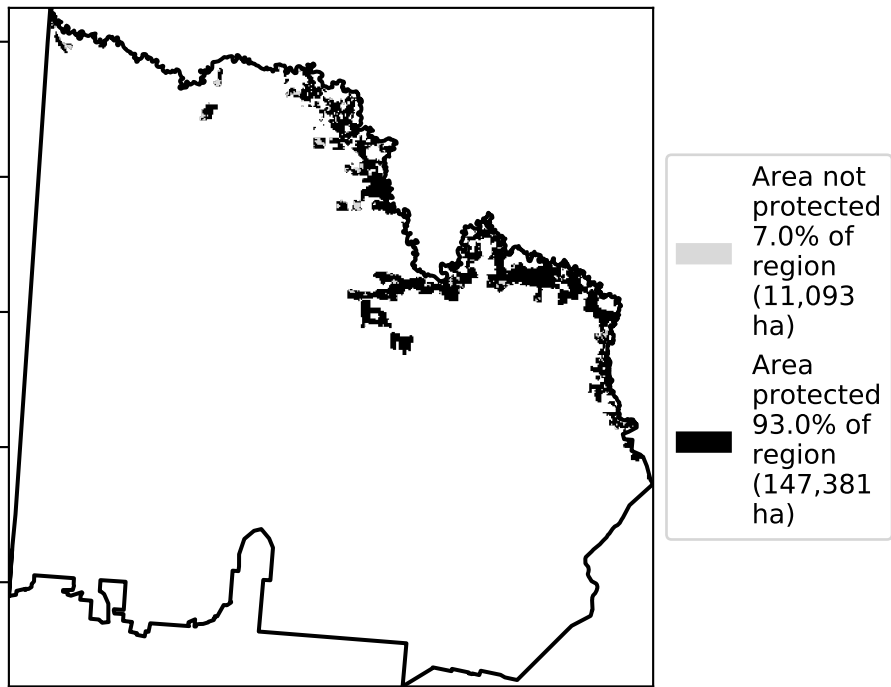 Area not
protected
7.0% of
region
(11,093
ha)
Area
protected
93.0% of
region
(147,381
ha)